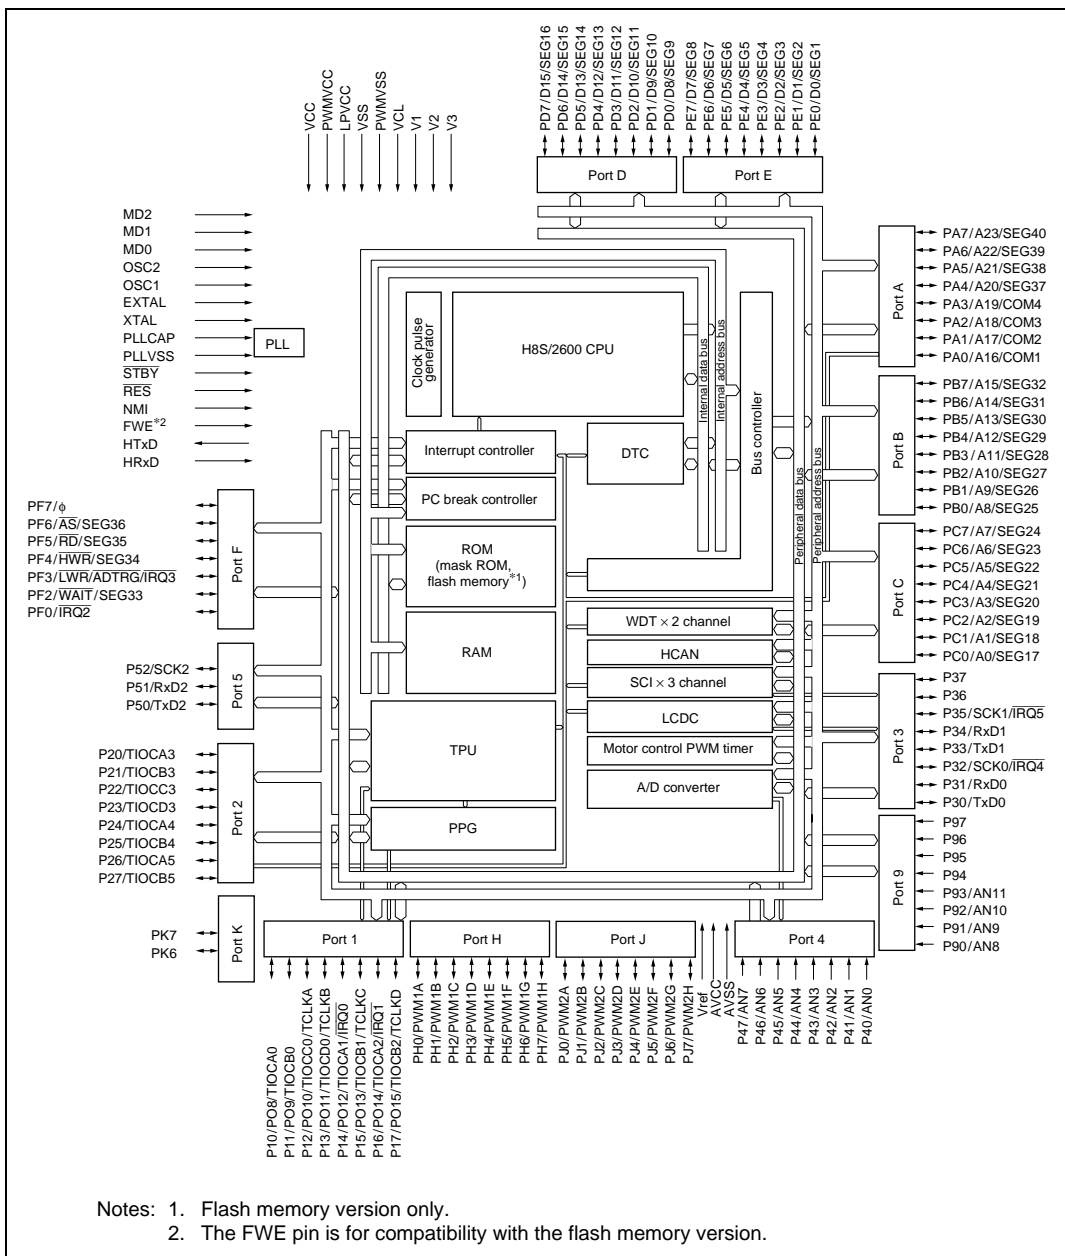 VCC
PWMVCC
LPVCC
VSS
PWMVSS
VCL
V1
V2
V3
PD7/D15/SEG16
PD6/D14/SEG15
PD5/D13/SEG14
PD4/D12/SEG13
PD3/D11/SEG12
PD2/D10/SEG11
PD1/D9/SEG10
PD0/D8/SEG9
PE7/D7/SEG8
PE6/D6/SEG7
PE5/D5/SEG6
PE4/D4/SEG5
PE3/D3/SEG4
PE2/D2/SEG3
PE1/D1/SEG2
PE0/D0/SEG1
Port D
Port E
MD2
MD1
MD0
OSC2
OSC1
EXTAL
XTAL
PLLCAP
PLLVSS
STBY
RES
NMI
FWE*2
HTxD
HRxD
PLL
Clock pulse
generator
H8S/2600 CPU
Internal data bus
Internal address bus
Bus controller
Interrupt controller
DTC
PC break controller
ROM
(mask ROM,
flash memory*1)
RAM
Peripheral data bus
Peripheral address bus
WDT × 2 channel
HCAN
SCI × 3 channel
LCDC
Motor control PWM timer
A/D converter
TPU
PPG
Port A
PA7/A23/SEG40
PA6/A22/SEG39
PA5/A21/SEG38
PA4/A20/SEG37
PA3/A19/COM4
PA2/A18/COM3
PA1/A17/COM2
PA0/A16/COM1
Port B
PB7/A15/SEG32
PB6/A14/SEG31
PB5/A13/SEG30
PB4/A12/SEG29
PB3/A11/SEG28
PB2/A10/SEG27
PB1/A9/SEG26
PB0/A8/SEG25
Port C
PC7/A7/SEG24
PC6/A6/SEG23
PC5/A5/SEG22
PC4/A4/SEG21
PC3/A3/SEG20
PC2/A2/SEG19
PC1/A1/SEG18
PC0/A0/SEG17
Port 3
P37
P36
P35/SCK1/IRQ5
P34/RxD1
P33/TxD1
P32/SCK0/IRQ4
P31/RxD0
P30/TxD0
Port 9
P97
P96
P95
P94
P93/AN11
P92/AN10
P91/AN9
P90/AN8
PF7/ϕ
PF6/AS/SEG36
PF5/RD/SEG35
PF4/HWR/SEG34
PF3/LWR/ADTRG/IRQ3
PF2/WAIT/SEG33
PF0/IRQ2
Port F
P52/SCK2
P51/RxD2
P50/TxD2
Port 5
P20/TIOCA3
P21/TIOCB3
P22/TIOCC3
P23/TIOCD3
P24/TIOCA4
P25/TIOCB4
P26/TIOCA5
P27/TIOCB5
Port 2
PK7
PK6
Port K
Port 1
Port H
Port J
Port 4
P10/PO8/TIOCA0
P11/PO9/TIOCB0
P12/PO10/TIOCC0/TCLKA
P13/PO11/TIOCD0/TCLKB
P14/PO12/TIOCA1/IRQ0
P15/PO13/TIOCB1/TCLKC
P16/PO14/TIOCA2/IRQ1
P17/PO15/TIOCB2/TCLKD
PH0/PWM1A
PH1/PWM1B
PH2/PWM1C
PH3/PWM1D
PH4/PWM1E
PH5/PWM1F
PH6/PWM1G
PH7/PWM1H
PJ0/PWM2A
PJ1/PWM2B
PJ2/PWM2C
PJ3/PWM2D
PJ4/PWM2E
PJ5/PWM2F
PJ6/PWM2G
PJ7/PWM2H
Vref
AVCC
AVSS
P47/AN7
P46/AN6
P45/AN5
P44/AN4
P43/AN3
P42/AN2
P41/AN1
P40/AN0
Notes: 1. Flash memory version only.
2. The FWE pin is for compatibility with the flash memory version.